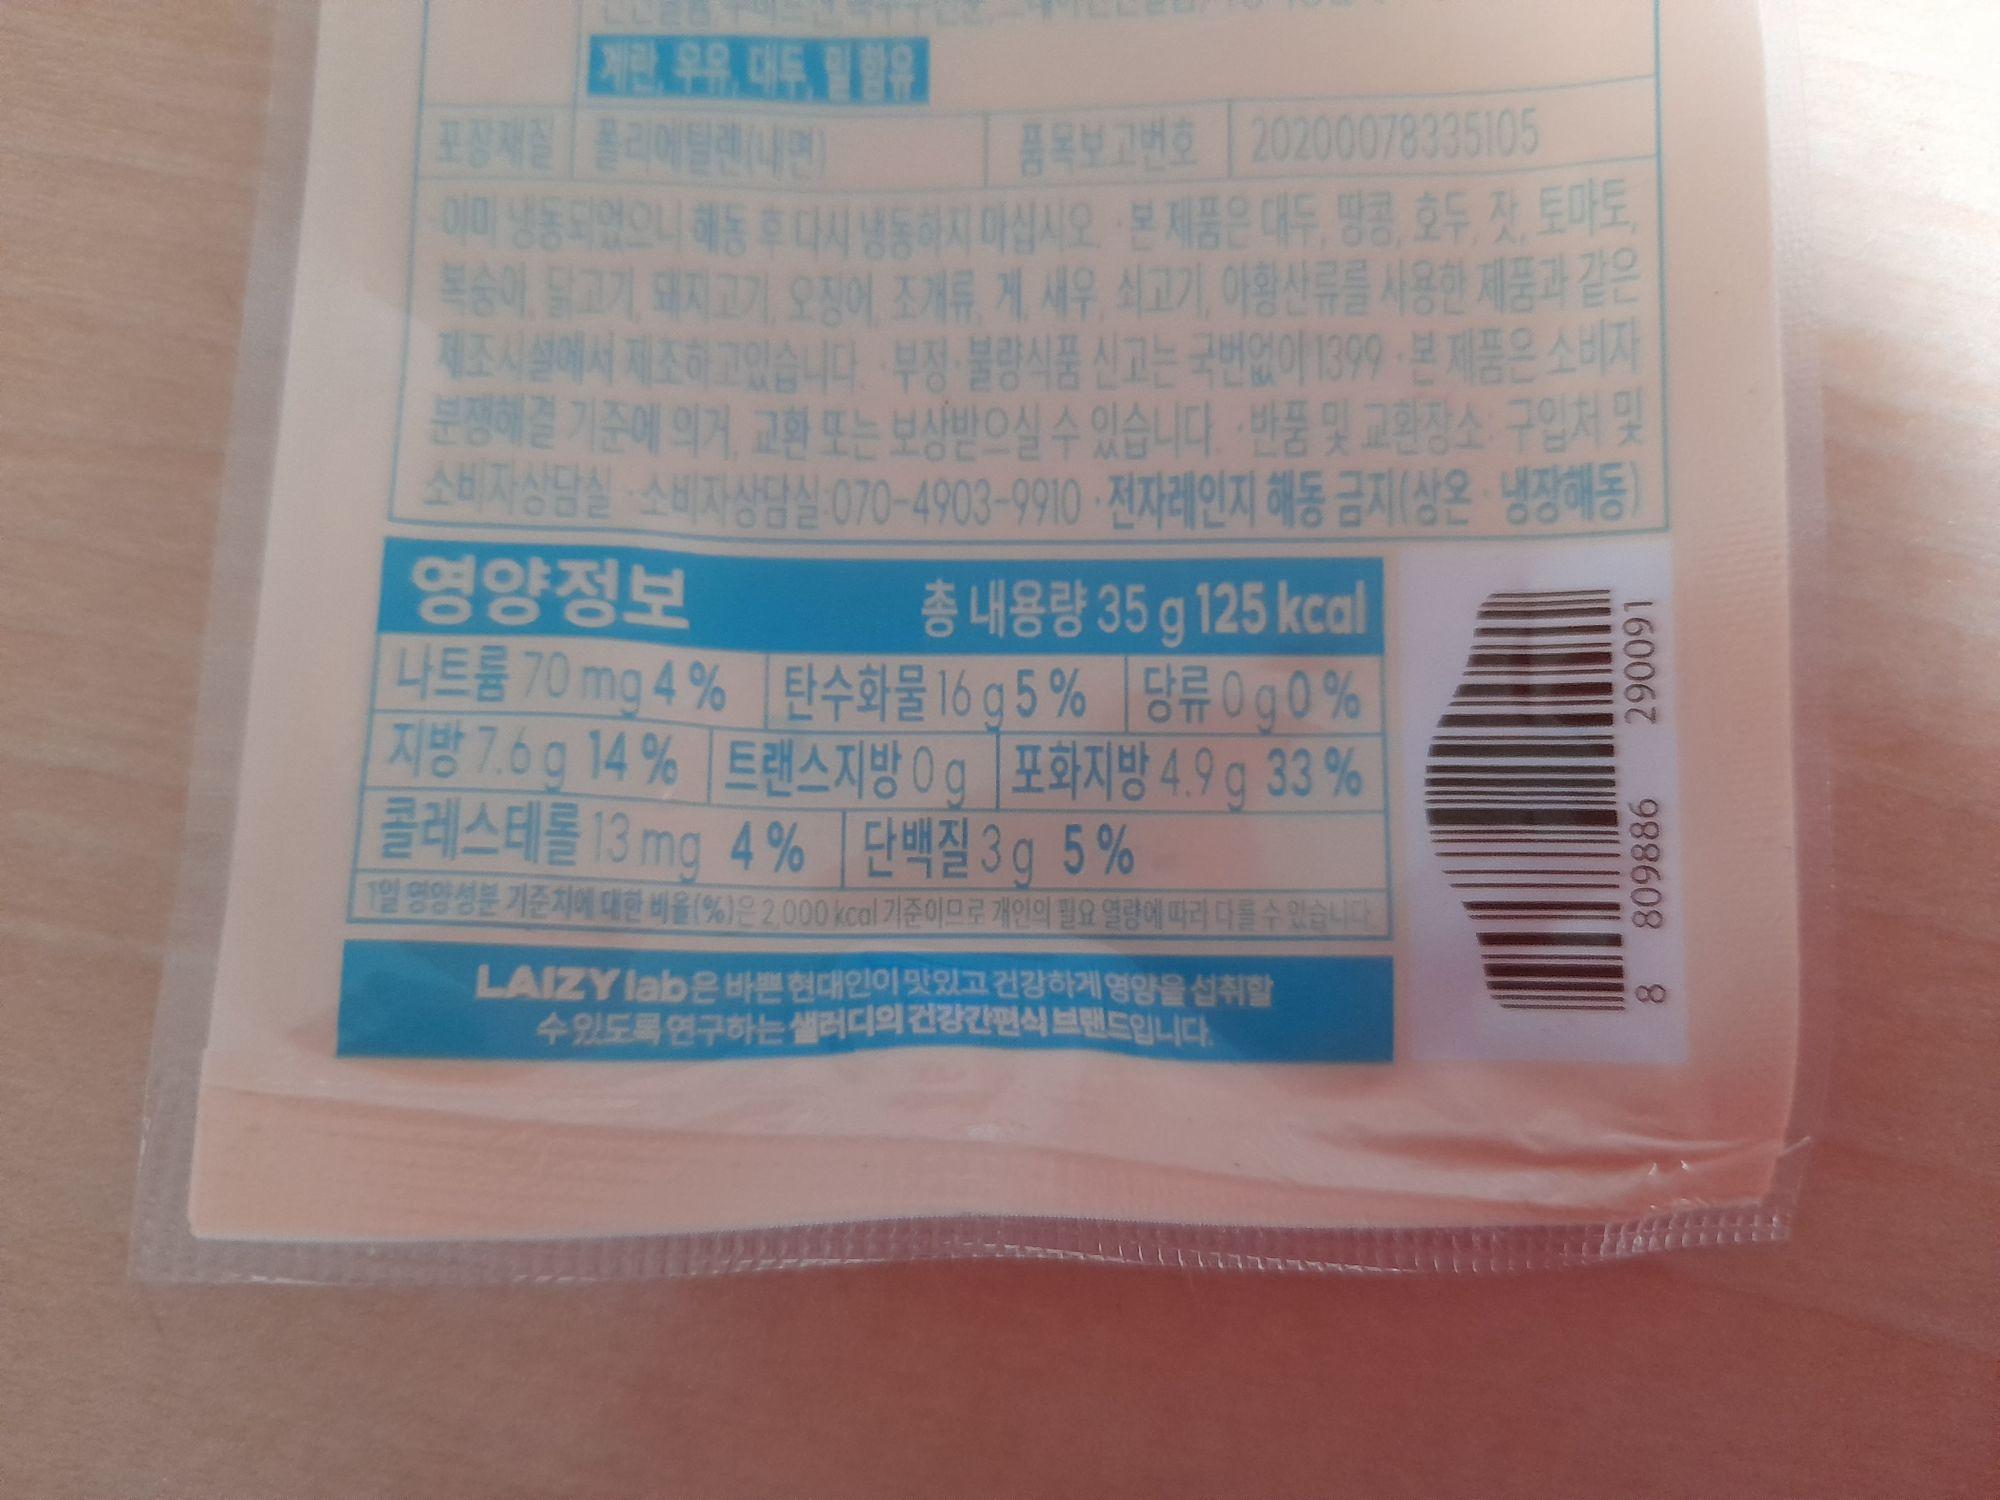 계란, 우유, 대두, 밀 함유
포장재질 폴리에틸렌(내면) 품목보고번호 20200078335105
·이미 냉동되었으니 해동 후 다시 냉동하지 마십시오. ·본 제품은 대두, 땅콩, 호두, 잣, 토마토,
복숭아, 닭고기, 돼지고기, 오징어, 조개류, 게, 새우, 쇠고기, 아황산류를 사용한 제품과 같은
제조시설에서 제조하고있습니다. ·부정·불량식품 신고는 국번없이 1399 ·본 제품은 소비자
분쟁해결 기준에 의거, 교환 또는 보상받으실 수 있습니다. ·반품 및 교환장소: 구입처 및
소비자상담실 ·소비자상담실:070-4903-9910 ·전자레인지 해동 금지(상온·냉장해동)
영양정보 총 내용량 35 g 125 kcal
나트륨 70 mg 4 % 탄수화물 16 g 5 % 당류 0 g 0 %
지방 7.6 g 14 % 트랜스지방 0 g 포화지방 4.9 g 33 %
콜레스테롤 13 mg 4 % 단백질 3 g 5 %
1일 영양성분 기준치에 대한 비율(%)은 2,000 kcal 기준이므로 개인의 필요 열량에 따라 다를 수 있습니다.
LAIZY lab은 바쁜 현대인이 맛있고 건강하게 영양을 섭취할
수 있도록 연구하는 샐러디의 건강간편식 브랜드입니다.
8 809886 290091